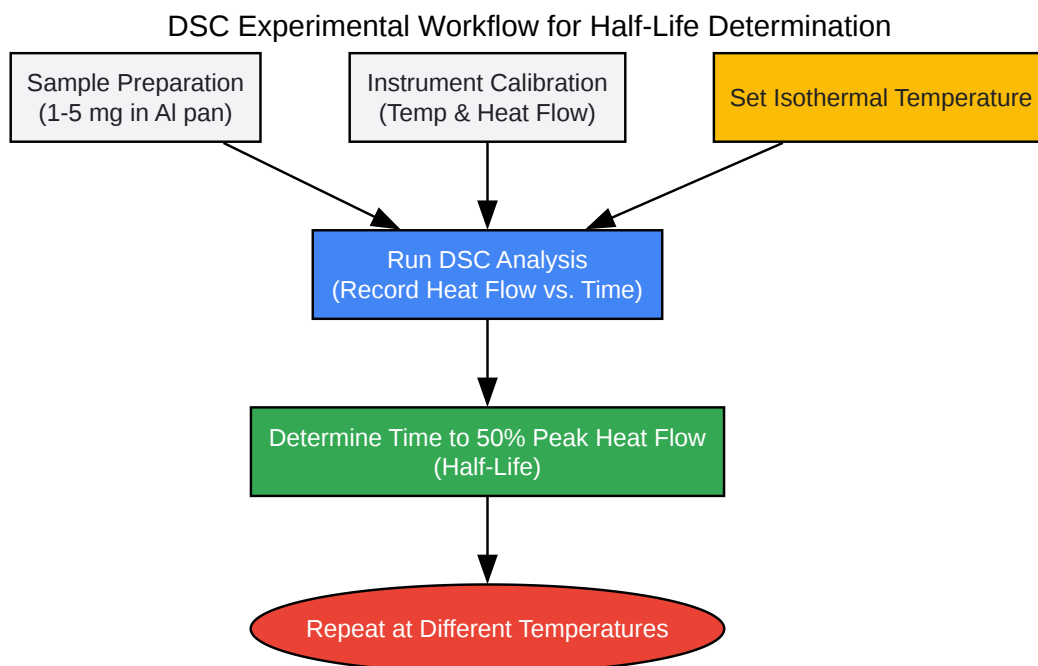 DSC Experimental Workflow for Half-Life Determination
Sample Preparation
(1-5 mg in Al pan)
Instrument Calibration
(Temp & Heat Flow)
Set Isothermal Temperature
Run DSC Analysis
(Record Heat Flow vs. Time)
Determine Time to 50% Peak Heat Flow
(Half-Life)
Repeat at Different Temperatures